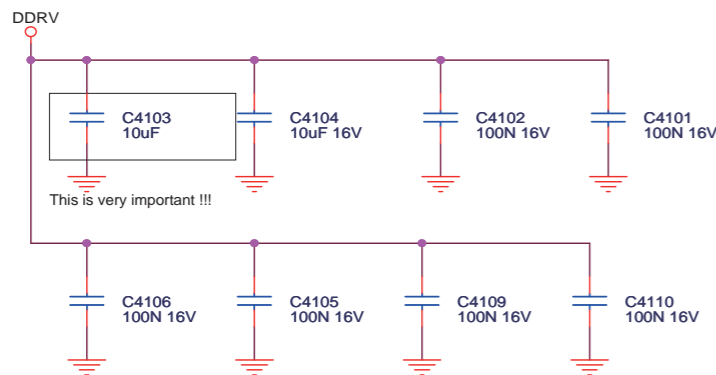 DDRV
C4103
10uF
C4104
10uF 16V
C4102
100N 16V
C4101
100N 16V
This is very important !!!
C4106
100N 16V
C4105
100N 16V
C4109
100N 16V
C4110
100N 16V